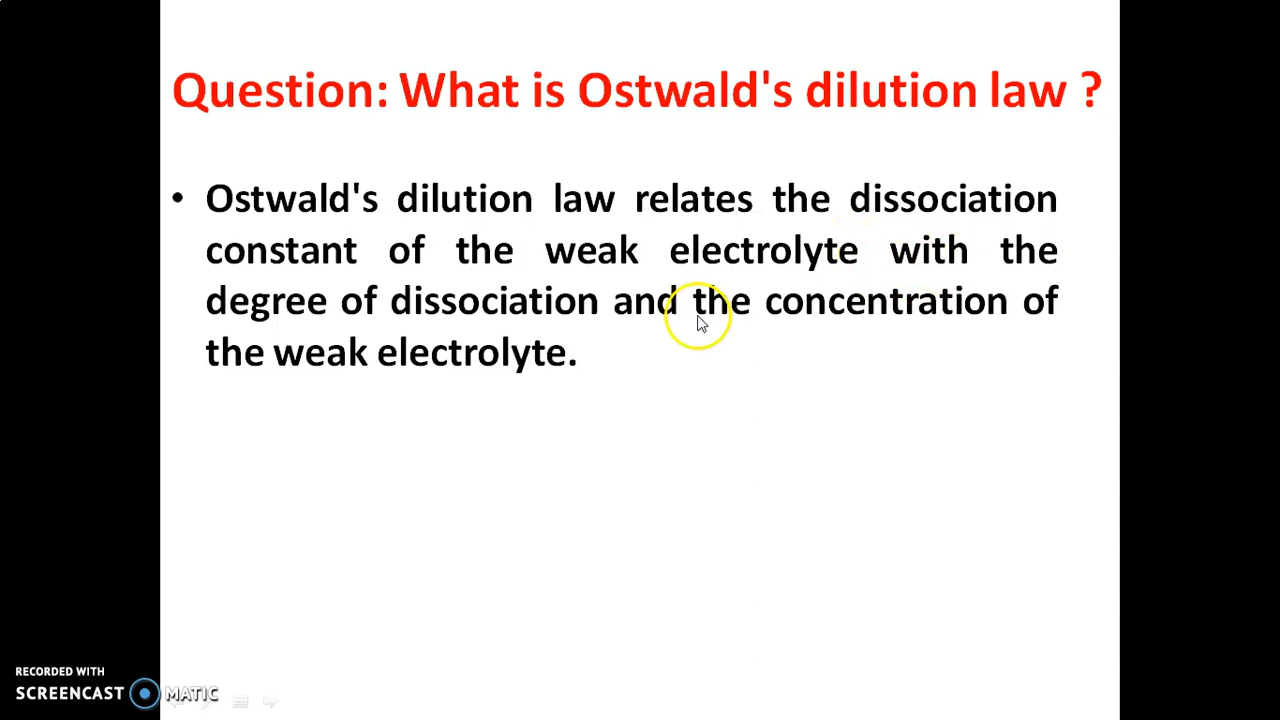 Question: What is Ostwald's dilution law ?
• Ostwald's dilution law relates the dissociation
constant of the weak electrolyte with the
degree of dissociation and the concentration of
the weak electrolyte.
RECORDED WITH
SCREENCAST MATIC